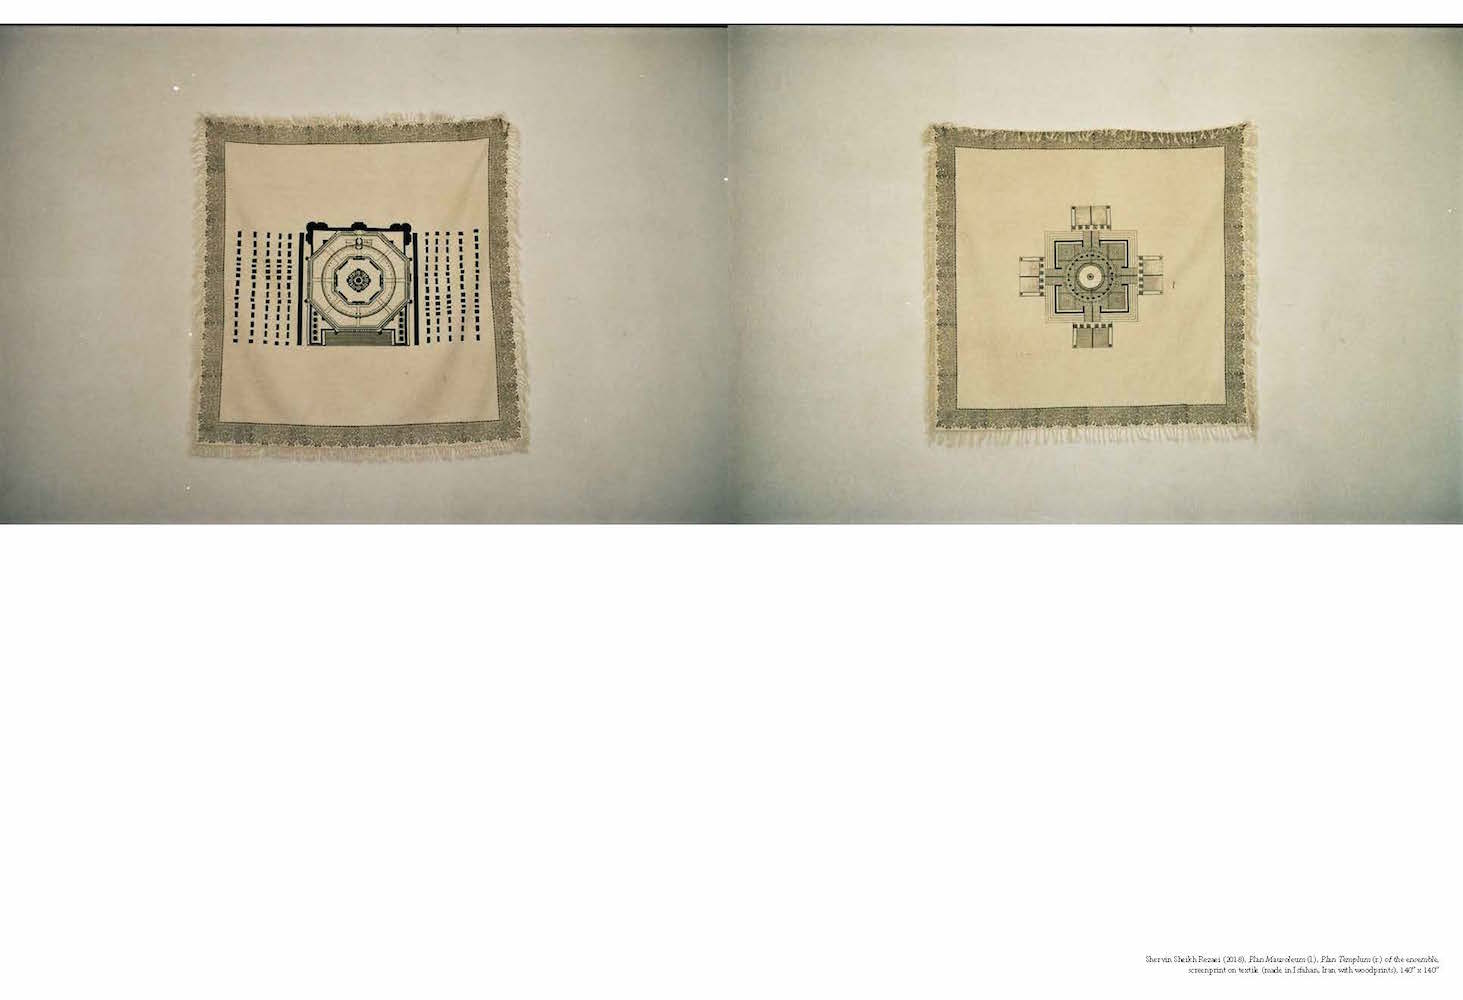 Shervin Sheikh Rezaei (2018), Plan Mausoleum (l.), Plan Templum (r.) of the ensemble,
screenprint on textile (made in Isfahan, Iran with woodprints), 140" x 140"